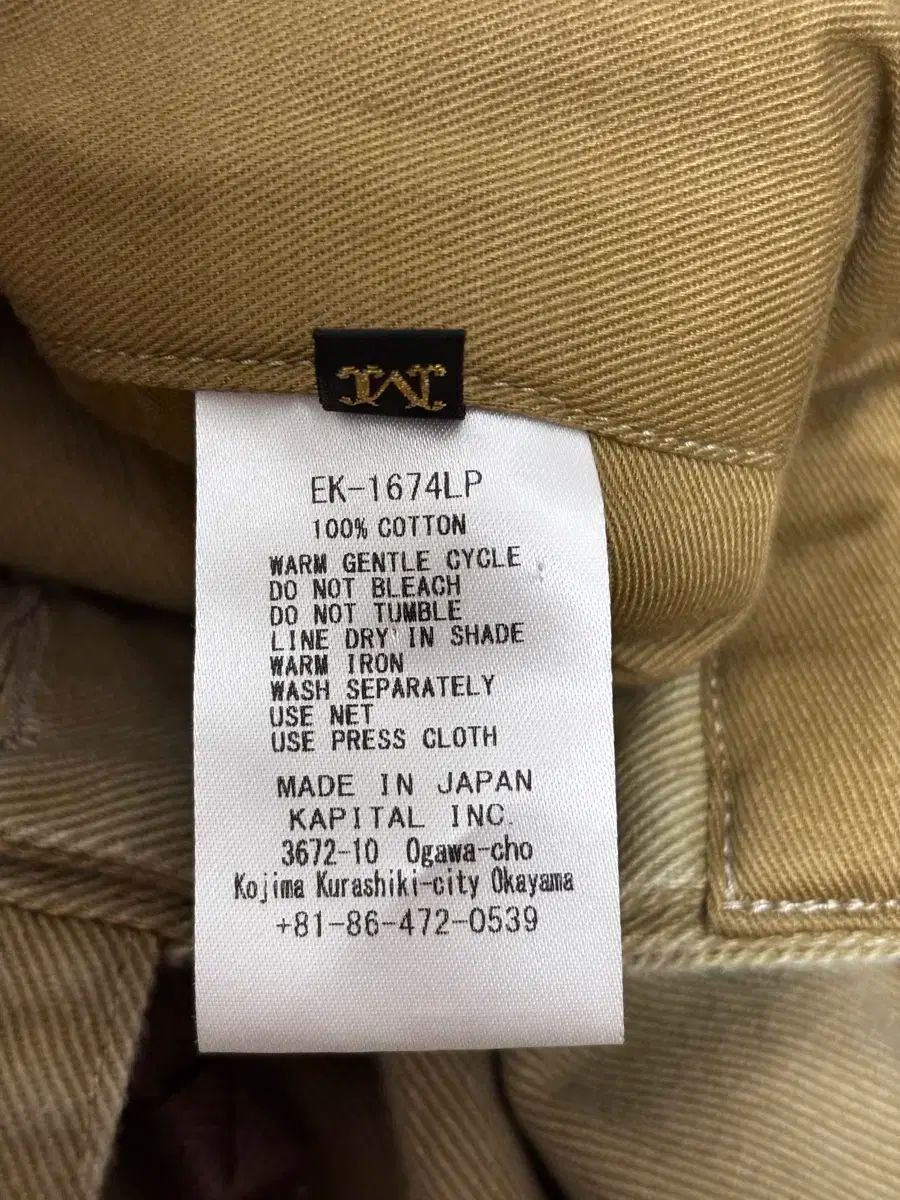 M
EK-1674LP
100% COTTON
WARM GENTLE CYCLE
DO NOT BLEACH
DO NOT TUMBLE
LINE DRY IN SHADE
WARM IRON
WASH SEPARATELY
USE NET
USE PRESS CLOTH
MADE IN JAPAN
KAPITAL INC.
3672-10 Ogawa-cho
Kojima Kurashiki-city Okayama
+81-86-472-0539